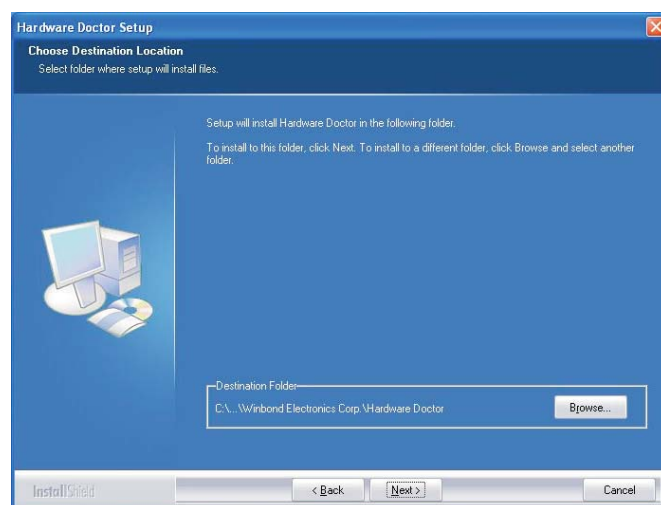 Hardware Doctor Setup
Choose Destination Location
Select folder where setup will install files.
Setup will install Hardware Doctor in the following folder.
To install to this folder, click Next. To install to a different folder, click Browse and select another
folder.
Destination Folder
C:\...\Winbond Electronics Corp.\Hardware Doctor
Browse...
InstallShield
< Back
Next >
Cancel